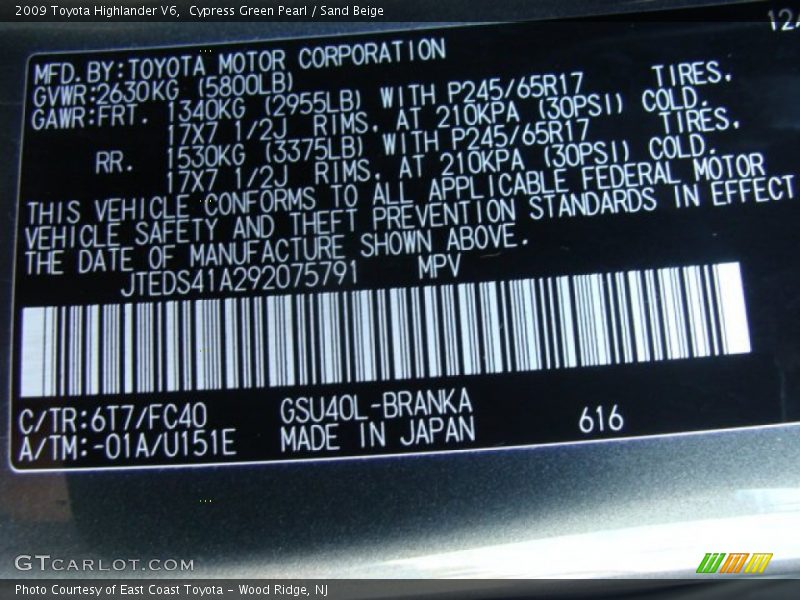 2009 Toyota Highlander V6,  Cypress Green Pearl / Sand Beige
MFD.BY:TOYOTA MOTOR CORPORATION
GVWR:2630KG (5800LB)
GAWR:FRT. 1340KG (2955LB) WITH P245/65R17 TIRES,
17X7 1/2J RIMS, AT 210KPA (30PSI) COLD.
RR. 1530KG (3375LB) WITH P245/65R17 TIRES,
17X7 1/2J RIMS, AT 210KPA (30PSI) COLD.
THIS VEHICLE CONFORMS TO ALL APPLICABLE FEDERAL MOTOR
VEHICLE SAFETY AND THEFT PREVENTION STANDARDS IN EFFECT
THE DATE OF MANUFACTURE SHOWN ABOVE.
JTEDS41A292075791 MPV
C/TR:6T7/FC40 GSU40L-BRANKA 616
A/TM:-01A/U151E MADE IN JAPAN
GTCARLOT.COM
Photo Courtesy of East Coast Toyota – Wood Ridge, NJ